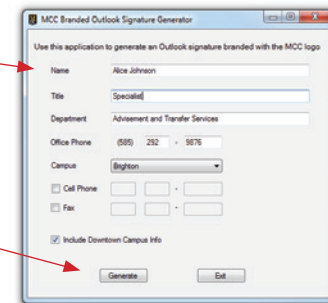 MCC Branded Outlook Signature Generator
Use this application to generate an Outlook signature branded with the MCC logo
Name Alice Johnson
Title Specialist
Department Advisement and Transfer Services
Office Phone (585) 292 - 9876
Campus Brighton
Cell Phone -
Fax -
Include Downtown Campus Info
Generate Exit